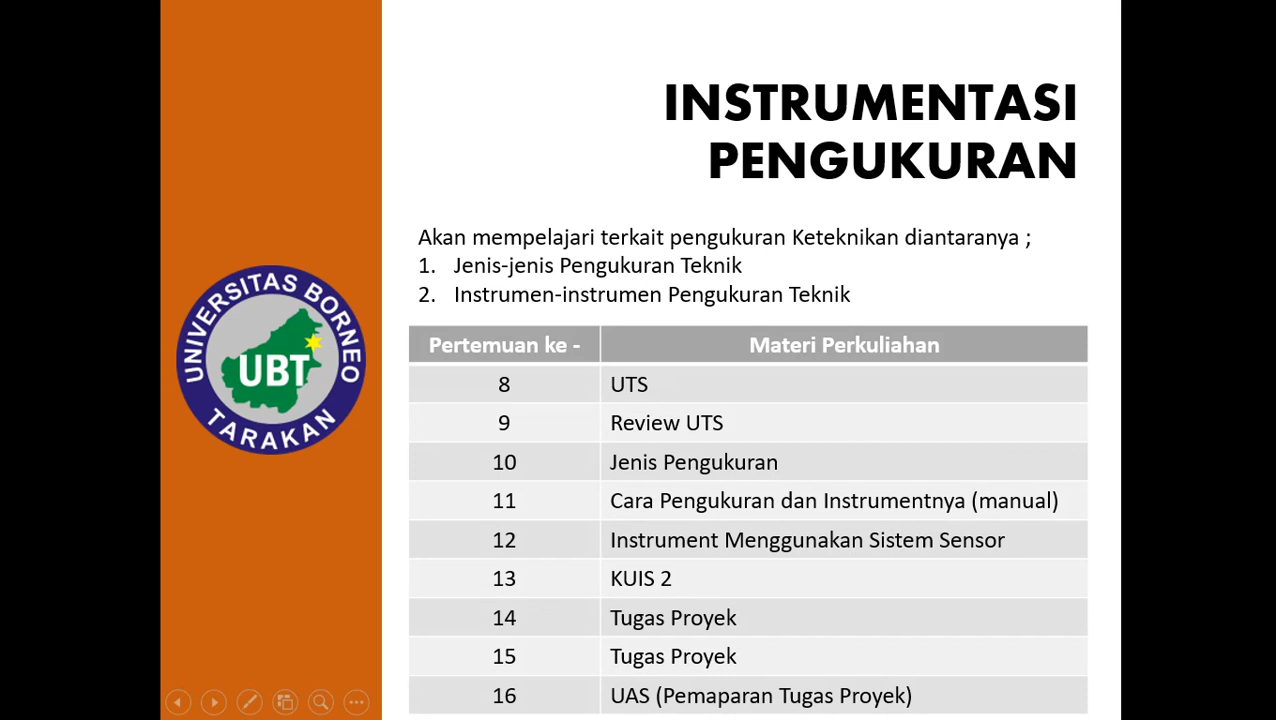 INSTRUMENTASI
PENGUKURAN
Akan mempelajari terkait pengukuran Keteknikan diantaranya ;
1. Jenis-jenis Pengukuran Teknik
2. Instrumen-instrumen Pengukuran Teknik
UNIVERSITAS BORNEO
UBT
TARAKAN
Pertemuan ke - Materi Perkuliahan
8 UTS
9 Review UTS
10 Jenis Pengukuran
11 Cara Pengukuran dan Instrumentnya (manual)
12 Instrument Menggunakan Sistem Sensor
13 KUIS 2
14 Tugas Proyek
15 Tugas Proyek
16 UAS (Pemaparan Tugas Proyek)